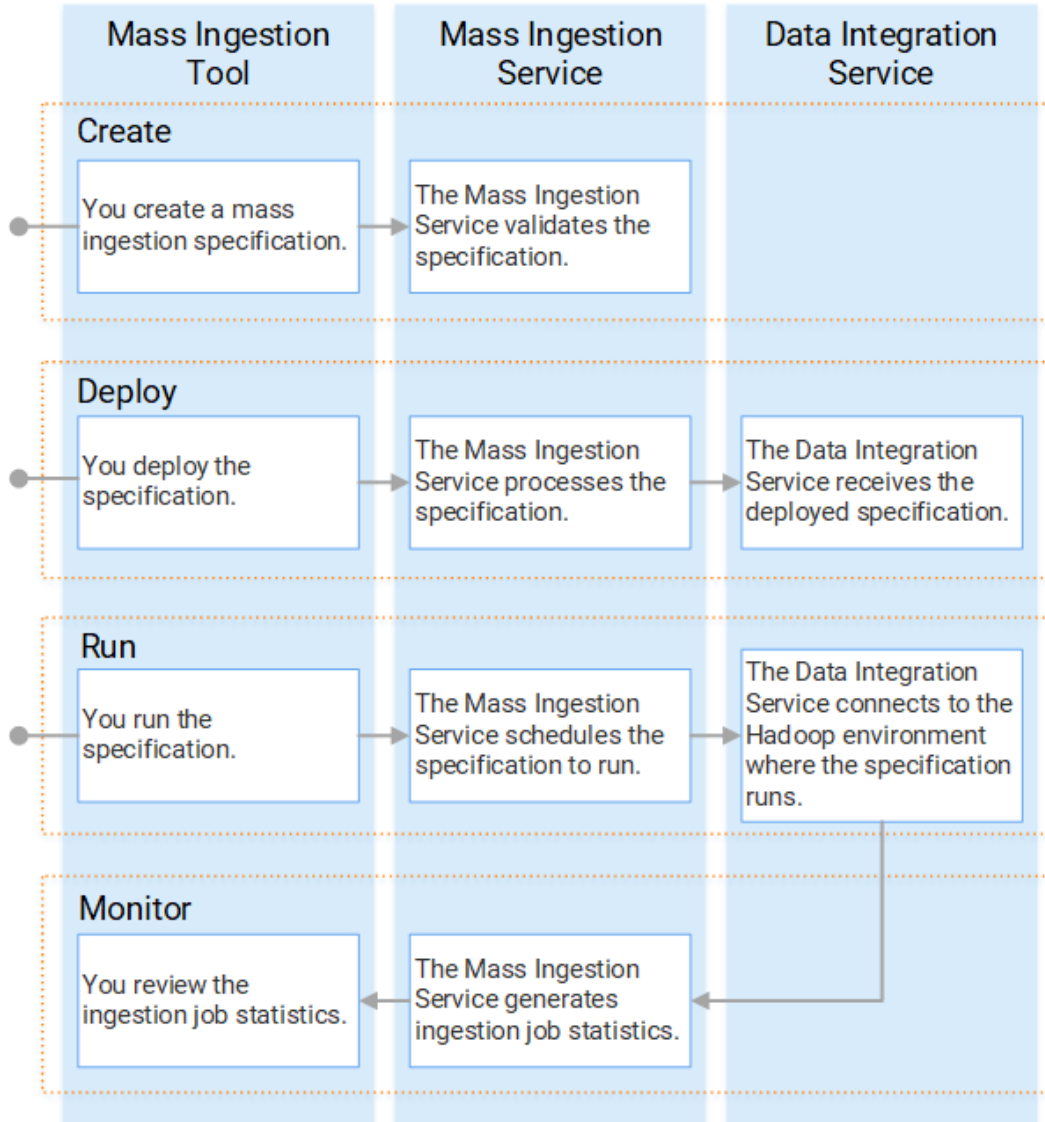 Mass Ingestion
Tool
Mass Ingestion
Service
Data Integration
Service
Create
You create a mass
ingestion specification.
The Mass Ingestion
Service validates the
specification.
Deploy
You deploy the
specification.
The Mass Ingestion
Service processes the
specification.
The Data Integration
Service receives the
deployed specification.
Run
You run the
specification.
The Mass Ingestion
Service schedules the
specification to run.
The Data Integration
Service connects to the
Hadoop environment
where the specification
runs.
Monitor
You review the
ingestion job statistics.
The Mass Ingestion
Service generates
ingestion job statistics.